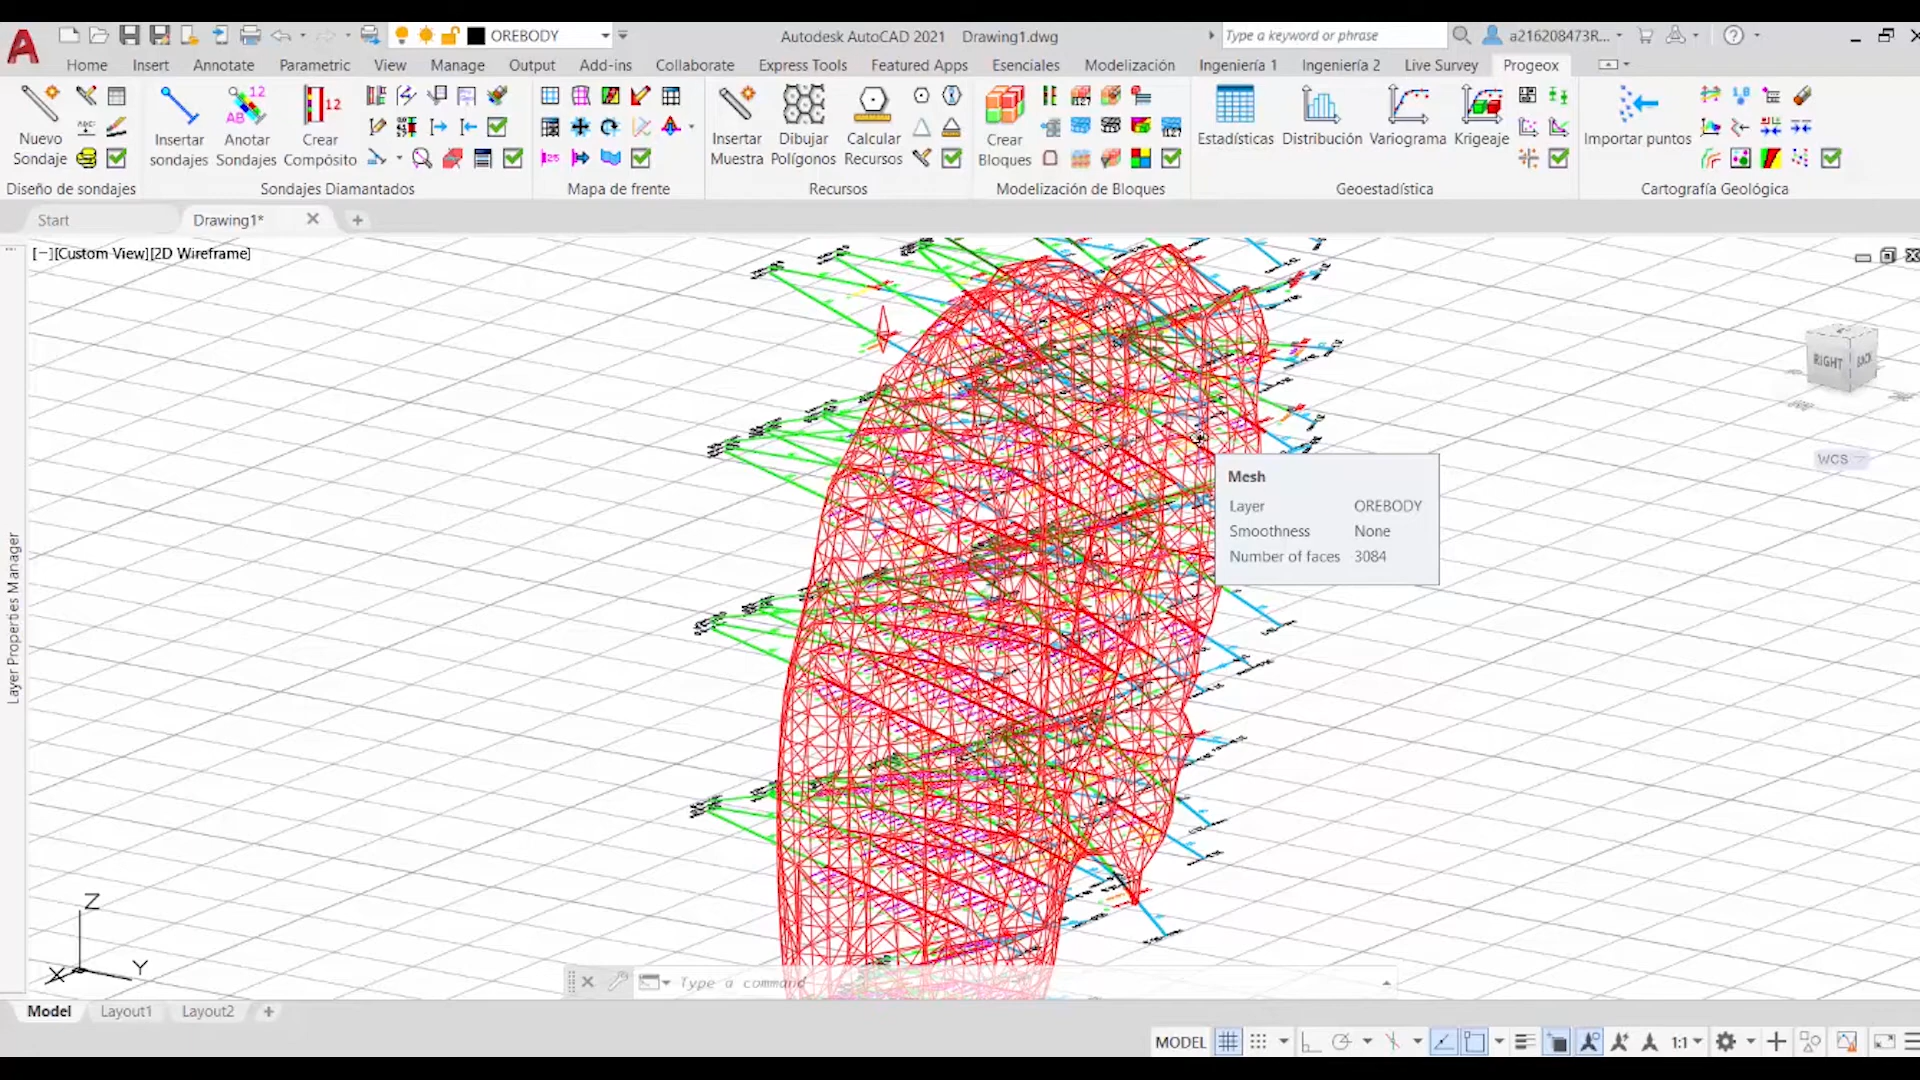 OREBODY
Autodesk AutoCAD 2021 Drawing1.dwg
Type a keyword or phrase
a216208473R...
Home Insert Annotate Parametric View Manage Output Add-ins Collaborate Express Tools Featured Apps Esenciales Modelización Ingeniería 1 Ingeniería 2 Live Survey Progeox
Nuevo Sondaje
Insertar sondajes
Anotar Sondajes
Crear Compósito
Insertar Muestra
Dibujar Polígonos
Calcular Recursos
Crear Bloques
Estadísticas
Distribución
Variograma
Krigeaje
Importar puntos
Diseño de sondajes
Sondajes Diamantados
Mapa de frente
Recursos
Modelización de Bloques
Geoestadística
Cartografía Geológica
Start
Drawing1*
[−][Custom View][2D Wireframe]
RIGHT
BACK
WCS
Layer Properties Manager
Mesh
Layer OREBODY
Smoothness None
Number of faces 3084
Z
X
Y
Type a command
Model Layout1 Layout2
MODEL
1:1